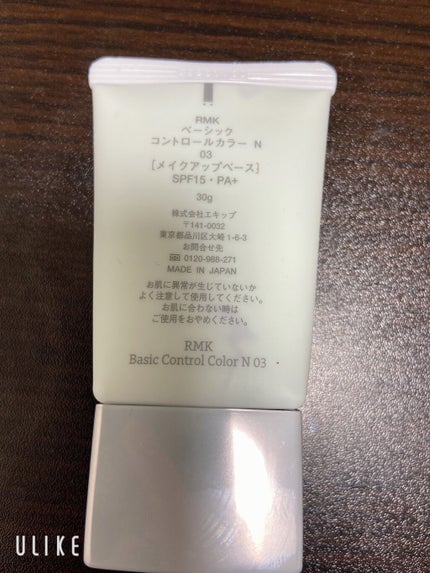 RMK
ベーシック
コントロールカラー N
03
[メイクアップベース]
SPF15・PA+
30g
株式会社エキップ
〒141-0032
東京都品川区大崎1-6-3
お問合せ先
0120-988-271
MADE IN JAPAN
お肌に異常が生じていないか
よく注意して使用してください。
お肌に合わない時は
ご使用をおやめください。
RMK
Basic Control Color N 03
ULIKE